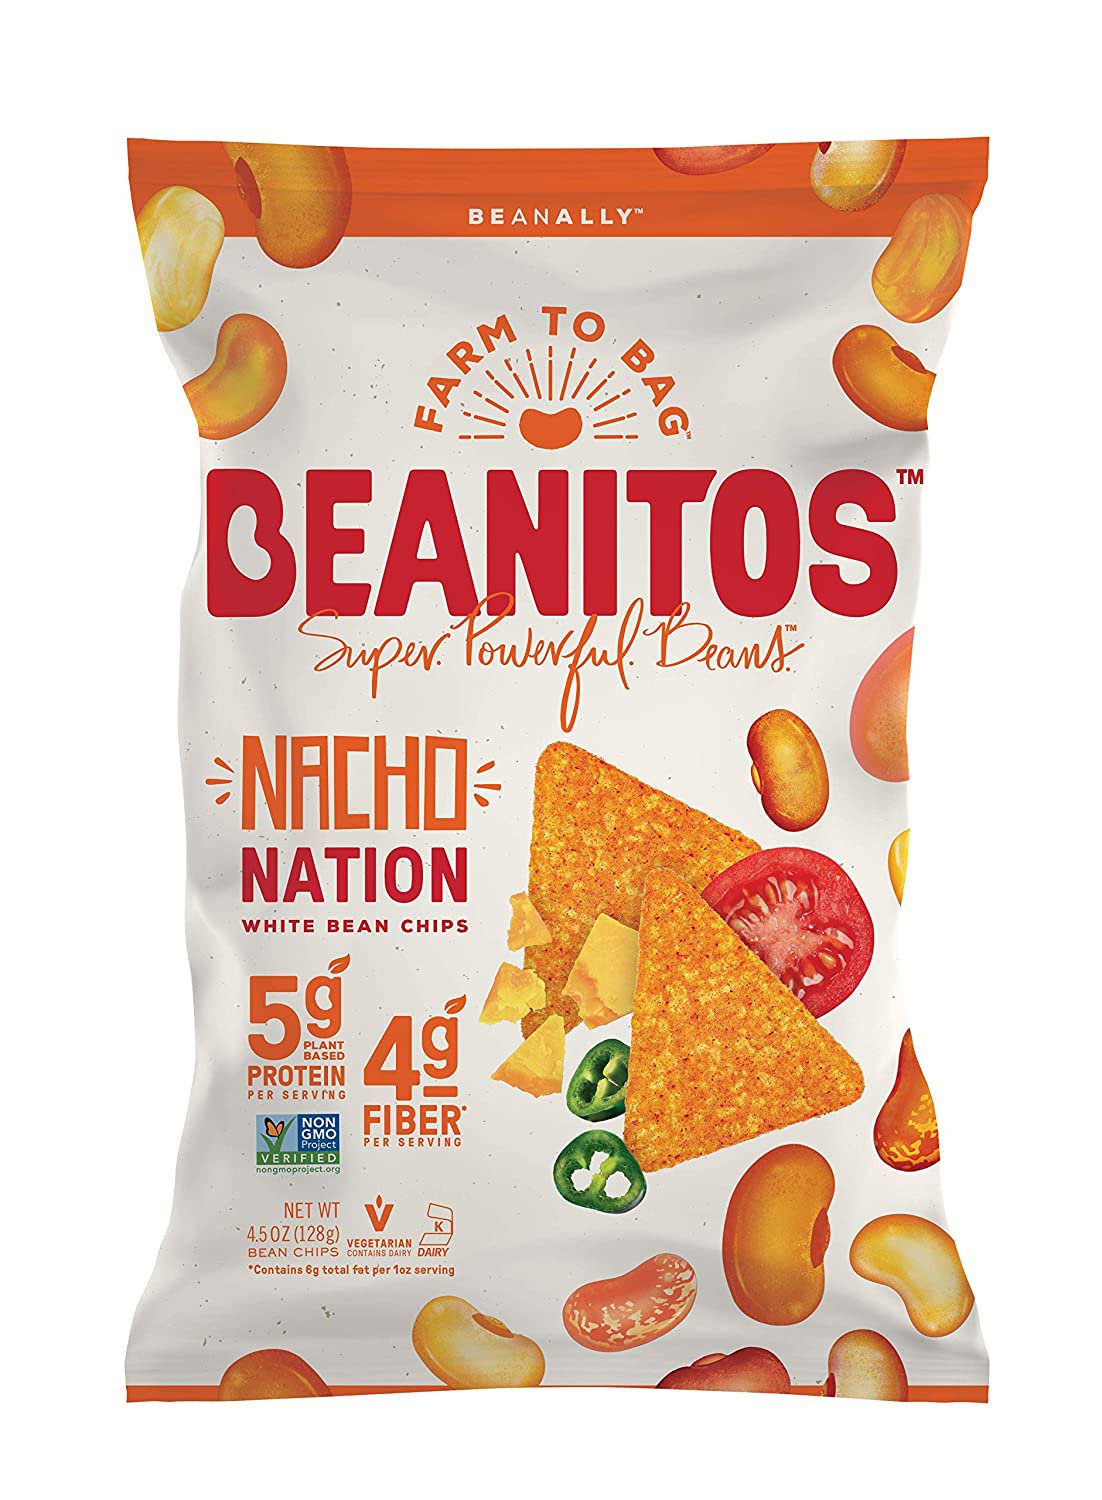 BEANALLY™
FARM TO BAG™
BEANITOS™
Super. Powerful. Beans.™
NACHO
NATION
WHITE BEAN CHIPS
5g
PLANT
BASED
PROTEIN
PER SERVING
4g
FIBER*
PER SERVING
NON
GMO
Project
VERIFIED
nongmoproject.org
NET WT
4.5 OZ (128g)
BEAN CHIPS
V
VEGETARIAN
CONTAINS DAIRY
K
DAIRY
*Contains 6g total fat per 1oz serving